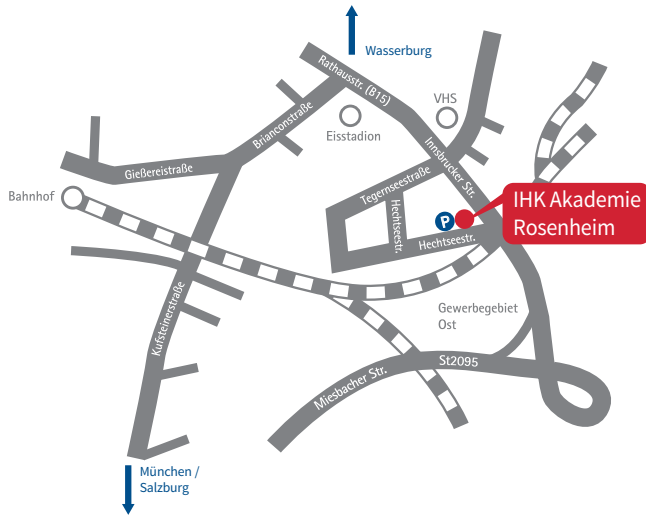 Wasserburg
Rathausstr. (B15)
VHS
Eisstadion
Brianconstraße
Innsbrucker Str.
Gießereistraße
Tegernseestraße
Bahnhof
Hechtseestr.
P
IHK Akademie
Rosenheim
Hechtseestr.
Gewerbegebiet
Ost
Kufsteinerstraße
St2095
Miesbacher Str.
München /
Salzburg